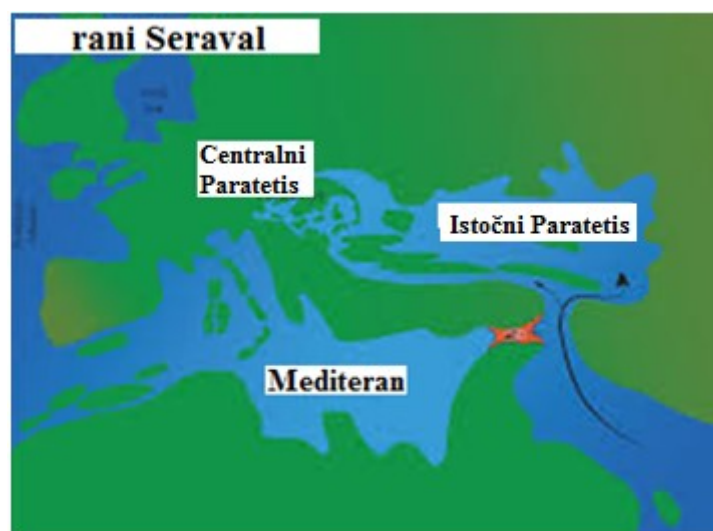 rani Seraval
Centralni
Paratetis
Istočni Paratetis
Mediteran